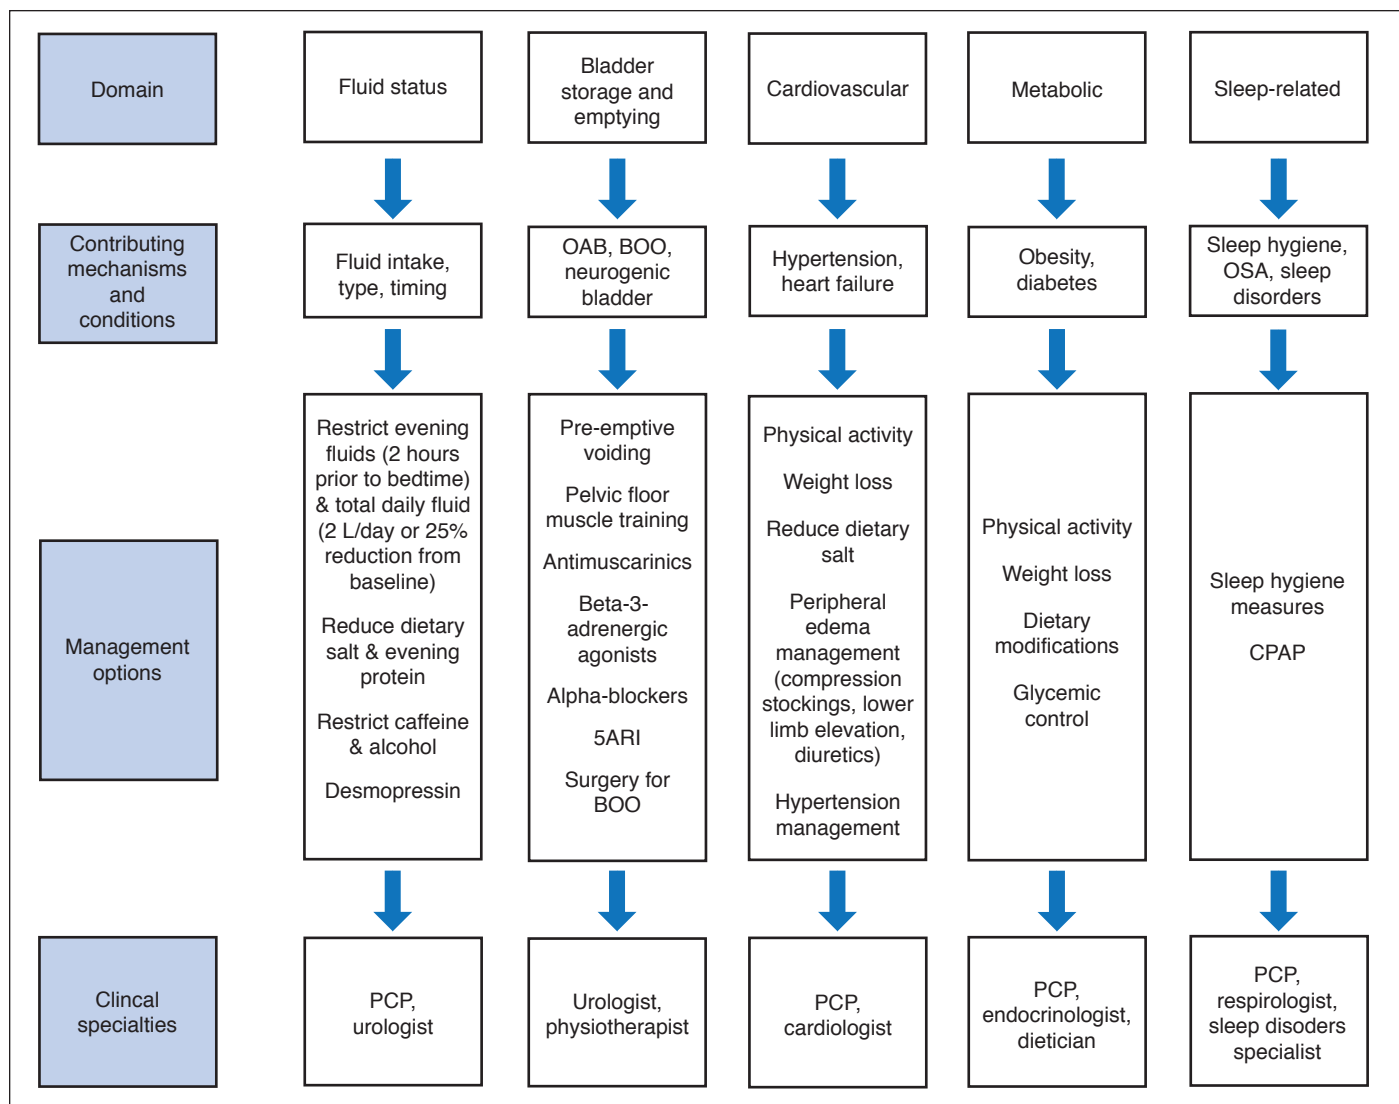 Domain
Fluid status
Bladder
storage and
emptying
Cardiovascular
Metabolic
Sleep-related
Contributing
mechanisms
and
conditions
Fluid intake,
type, timing
OAB, BOO,
neurogenic
bladder
Hypertension,
heart failure
Obesity,
diabetes
Sleep hygiene,
OSA, sleep
disorders
Management
options
Restrict evening
fluids (2 hours
prior to bedtime)
& total daily fluid
(2 L/day or 25%
reduction from
baseline)
Reduce dietary
salt & evening
protein
Restrict caffeine
& alcohol
Desmopressin
Pre-emptive
voiding
Pelvic floor
muscle training
Antimuscarinics
Beta-3-
adrenergic
agonists
Alpha-blockers
5ARI
Surgery for
BOO
Physical activity
Weight loss
Reduce dietary
salt
Peripheral
edema
management
(compression
stockings, lower
limb elevation,
diuretics)
Hypertension
management
Physical activity
Weight loss
Dietary
modifications
Glycemic
control
Sleep hygiene
measures
CPAP
Clincal
specialties
PCP,
urologist
Urologist,
physiotherapist
PCP,
cardiologist
PCP,
endocrinologist,
dietician
PCP,
respirologist,
sleep disoders
specialist